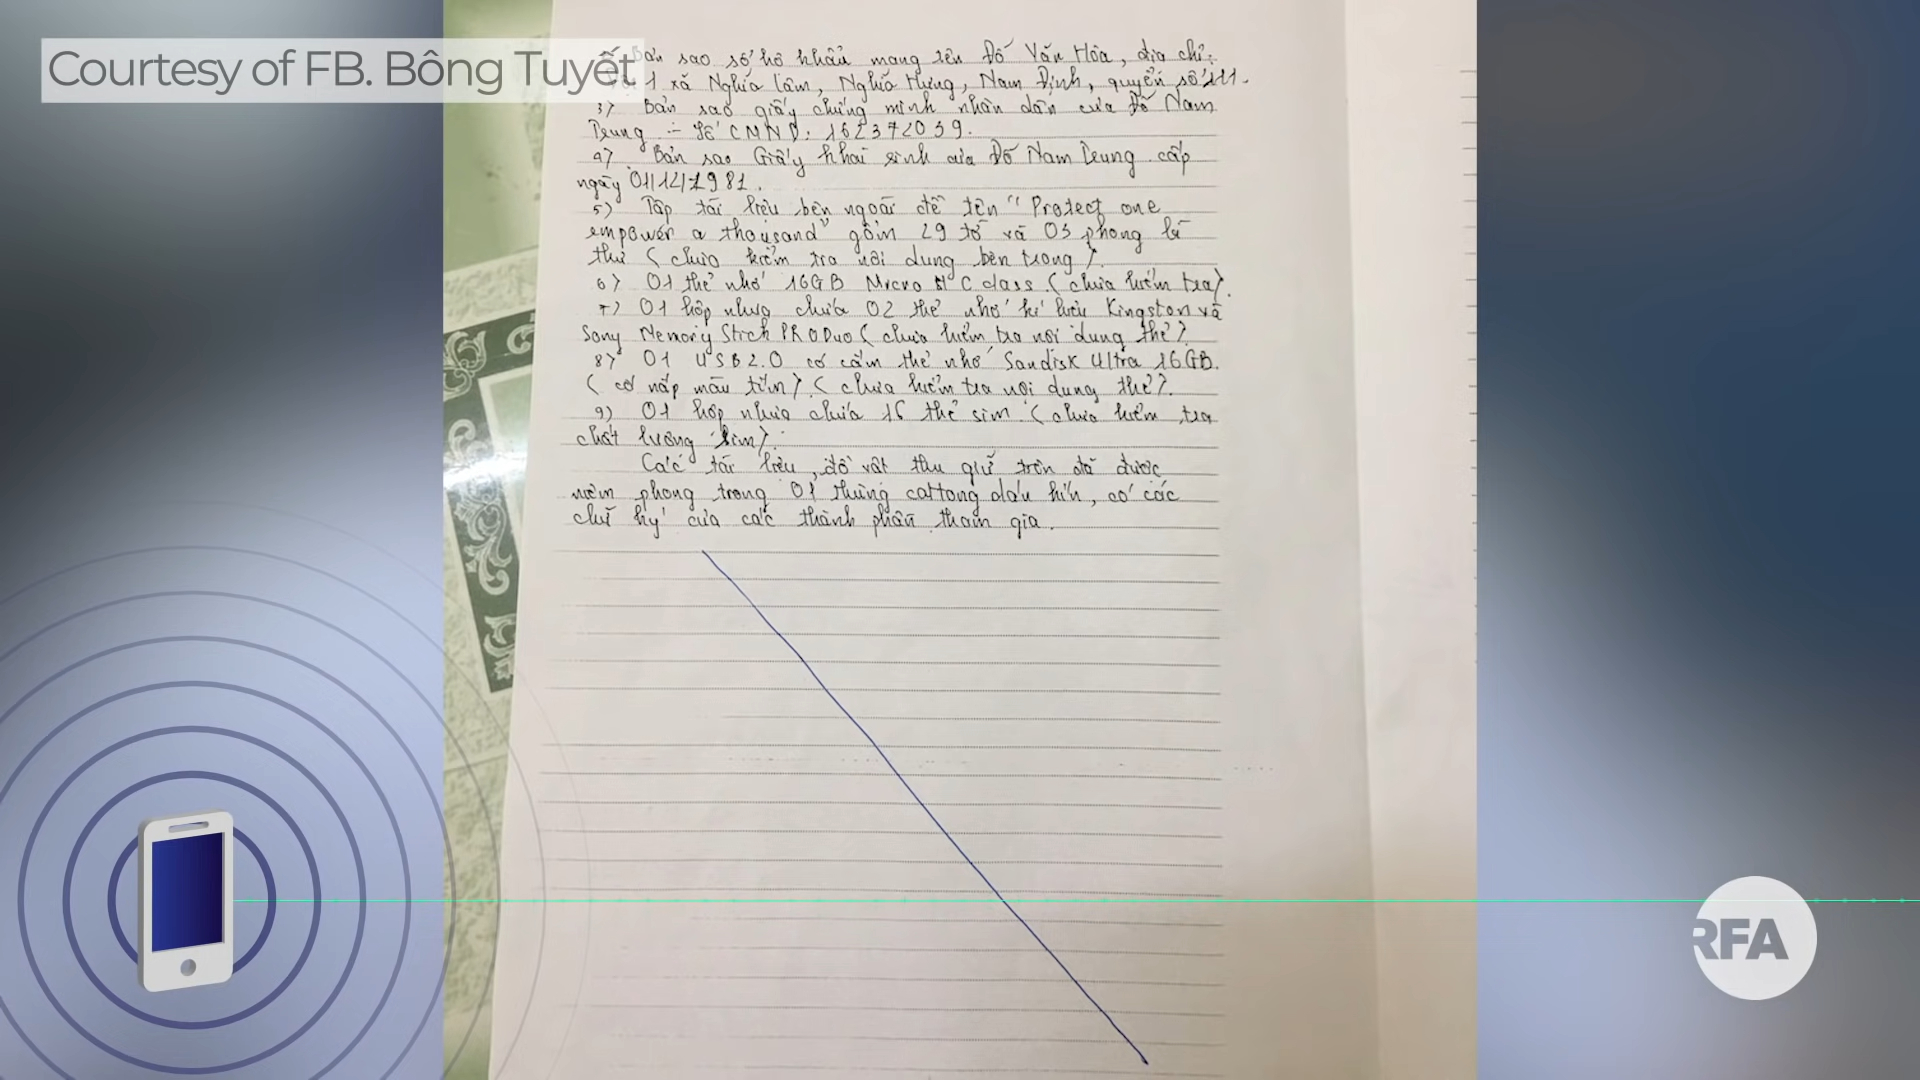 Courtesy of FB. Bông Tuyết
Bản sao sổ hộ khẩu mang tên Đỗ Văn Hòa, địa chỉ:
1 xã Nghĩa Lâm, Nghĩa Hưng, Nam Định, quyển số 111.
3) Bản sao giấy chứng minh nhân dân của Đỗ Nam
Trung - Số CMND: 162372039.
4) Bản sao Giấy khai sinh của Đỗ Nam Trung cấp
ngày 01/12/1981.
5) Tập tài liệu bên ngoài đề tên "Protect one
empower a thousand" gồm 29 tờ và 03 phong bì
thư (chưa kiểm tra nội dung bên trong).
6) 01 thẻ nhớ 16GB Micro HC class (chưa kiểm tra).
7) 01 hộp nhựa chứa 02 thẻ nhớ kí hiệu Kingston và
Sony Memory Stick PRO Duo (chưa kiểm tra nội dung thẻ).
8) 01 USB 2.0 có cắm thẻ nhớ Sandisk Ultra 16GB.
(có nắp màu tím). (chưa kiểm tra nội dung thẻ).
9) 01 hộp nhựa chứa 16 thẻ sim (chưa kiểm tra
chất lượng sim).
Các tài liệu, đồ vật thu giữ trên đã được
niêm phong trong 01 thùng cattong dán kín, có các
chữ ký của các thành phần tham gia.
RFA